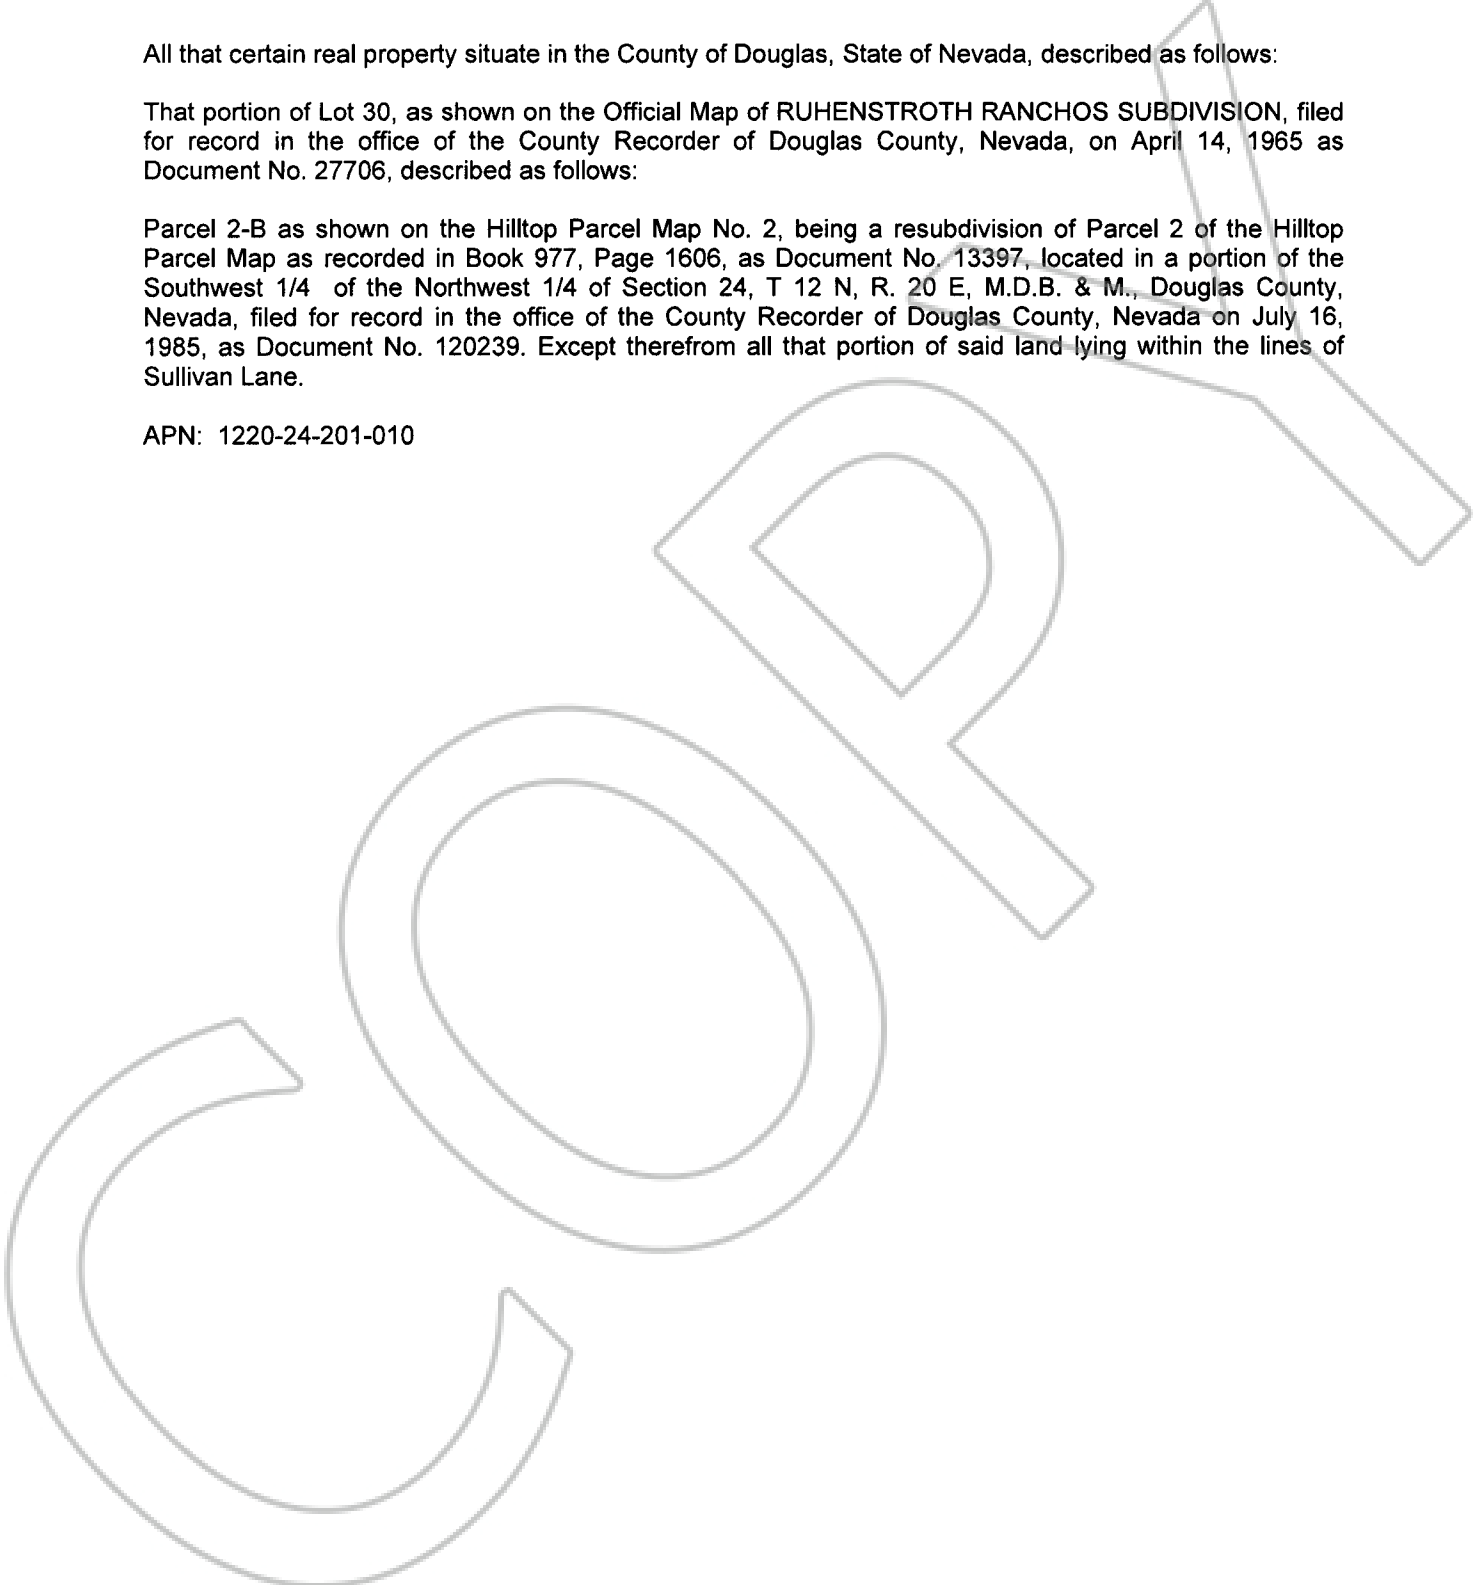 All that certain real property situate in the County of Douglas, State of Nevada, described as follows:
That portion of Lot 30, as shown on the Official Map of RUHENSTROTH RANCHOS SUBDIVISION, filed
for record in the office of the County Recorder of Douglas County, Nevada, on April 14, 1965 as
Document No. 27706, described as follows:
Parcel 2-B as shown on the Hilltop Parcel Map No. 2, being a resubdivision of Parcel 2 of the Hilltop
Parcel Map as recorded in Book 977, Page 1606, as Document No. 13397, located in a portion of the
Southwest 1/4 of the Northwest 1/4 of Section 24, T 12 N, R. 20 E, M.D.B. & M., Douglas County,
Nevada, filed for record in the office of the County Recorder of Douglas County, Nevada on July 16,
1985, as Document No. 120239. Except therefrom all that portion of said land lying within the lines of
Sullivan Lane.
APN: 1220-24-201-010
COPY